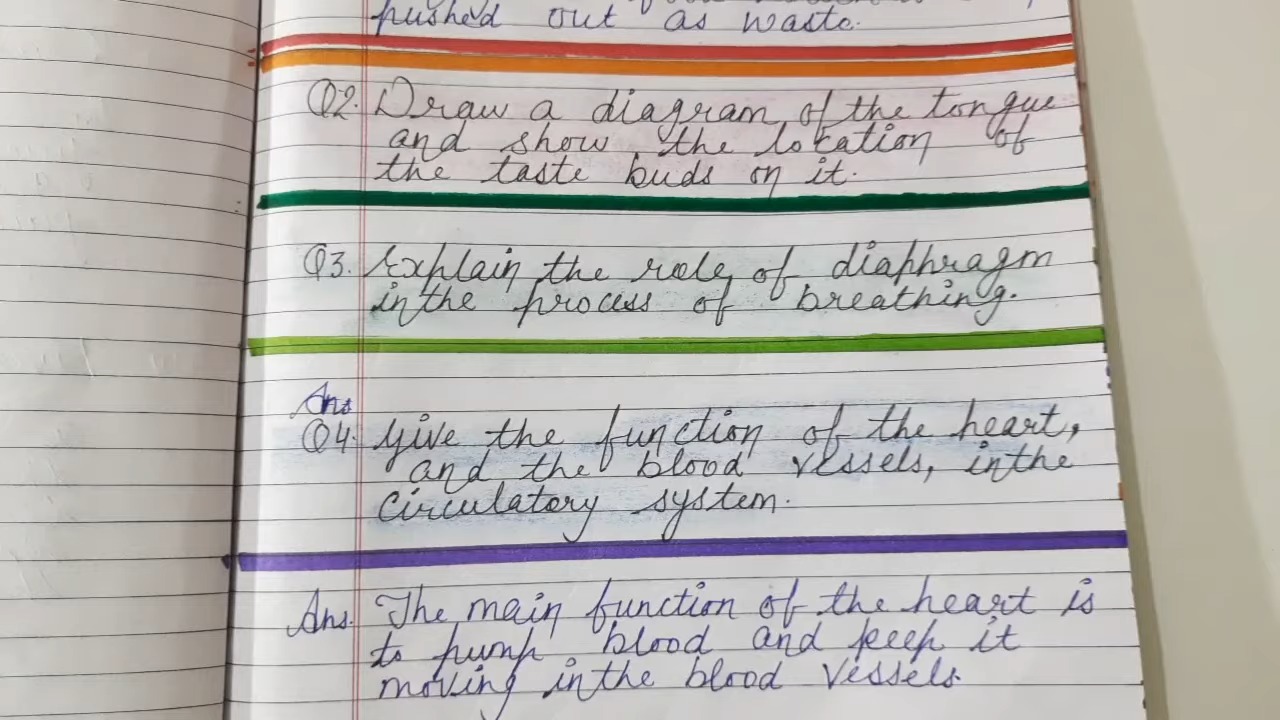 pushed out as waste.
Q2. Draw a diagram of the tongue
and show the location of
the taste buds on it.
Q3. Explain the role of diaphragm
in the process of breathing.
Ans
Q4. Give the function of the heart,
and the blood vessels, in the
circulatory system.
Ans. The main function of the heart is
to pump blood and keep it
moving in the blood vessels.